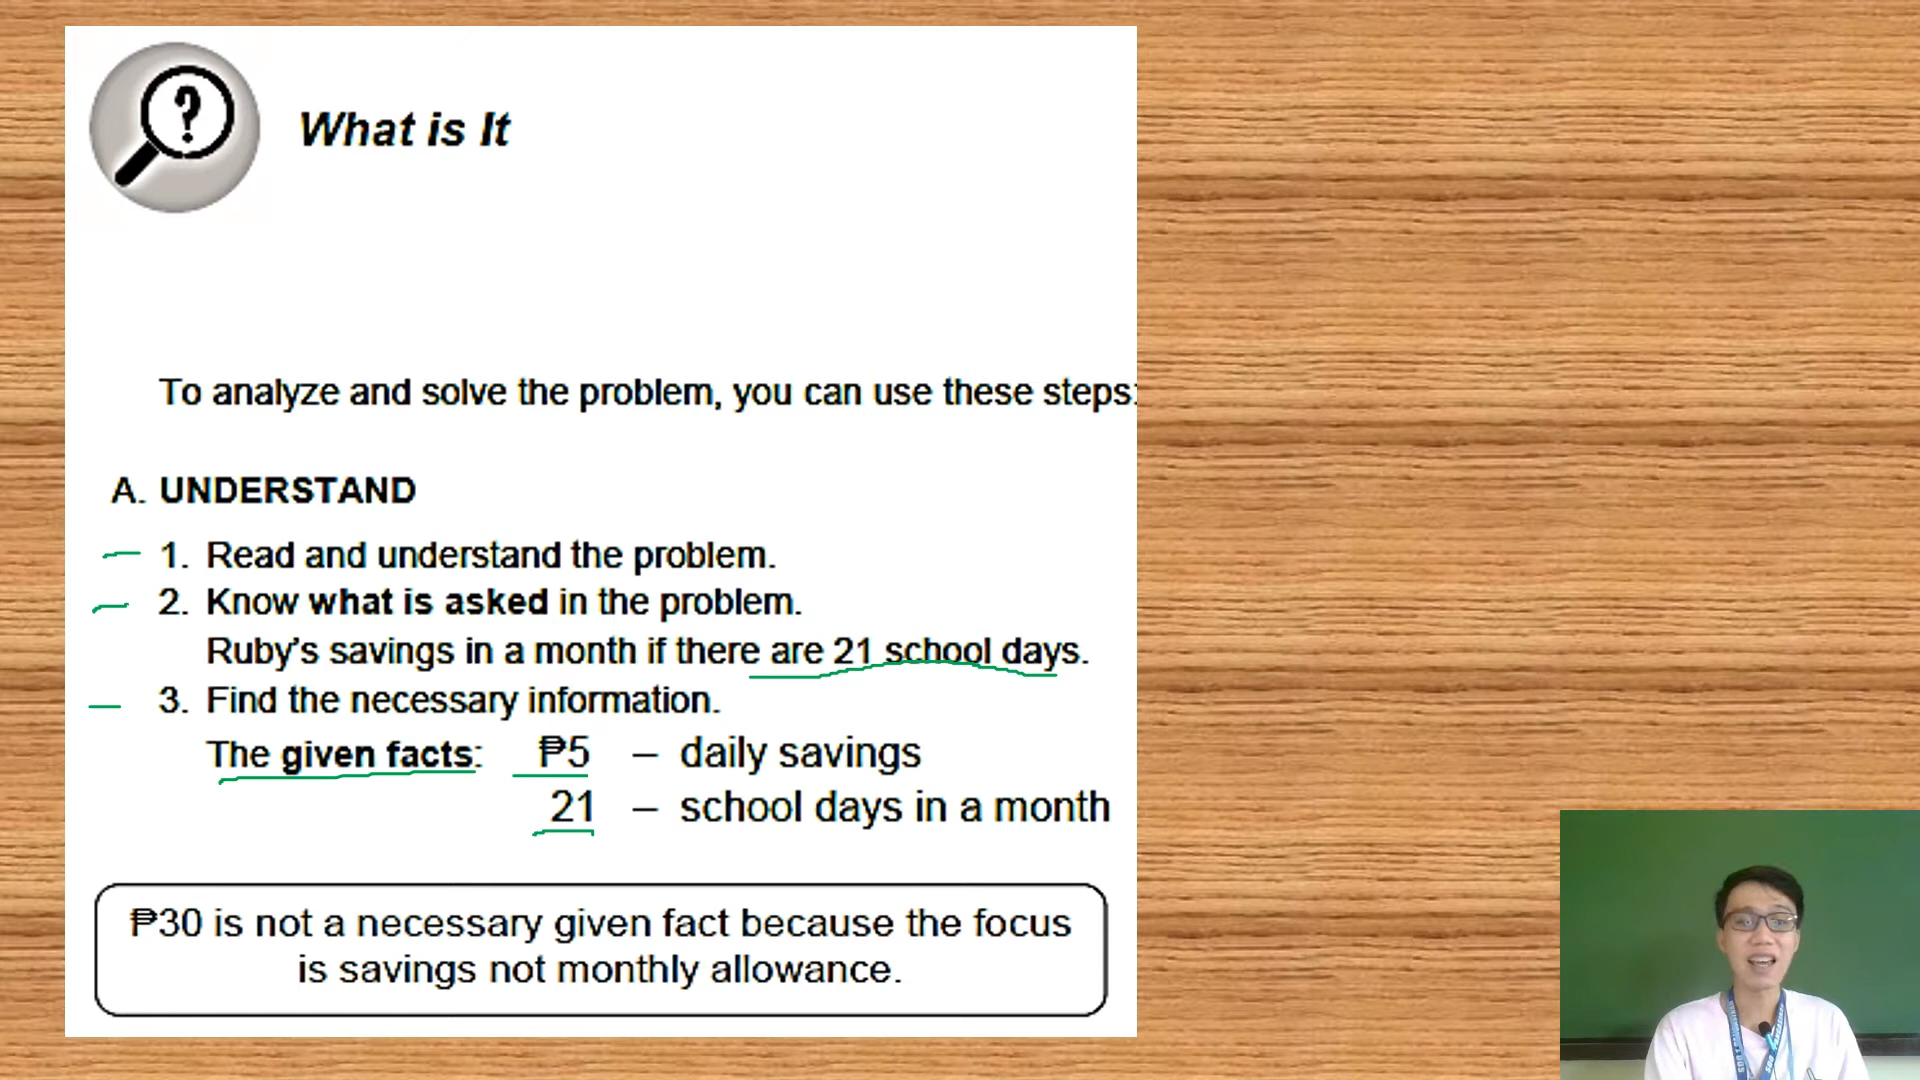 ?
What is It
To analyze and solve the problem, you can use these steps:
A. UNDERSTAND
1. Read and understand the problem.
2. Know what is asked in the problem.
Ruby's savings in a month if there are 21 school days.
3. Find the necessary information.
The given facts: ₱5 – daily savings
21 – school days in a month
₱30 is not a necessary given fact because the focus
is savings not monthly allowance.